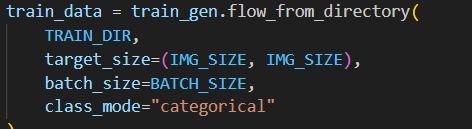 train_data = train_gen.flow_from_directory(
    TRAIN_DIR,
    target_size=(IMG_SIZE, IMG_SIZE),
    batch_size=BATCH_SIZE,
    class_mode="categorical"
)